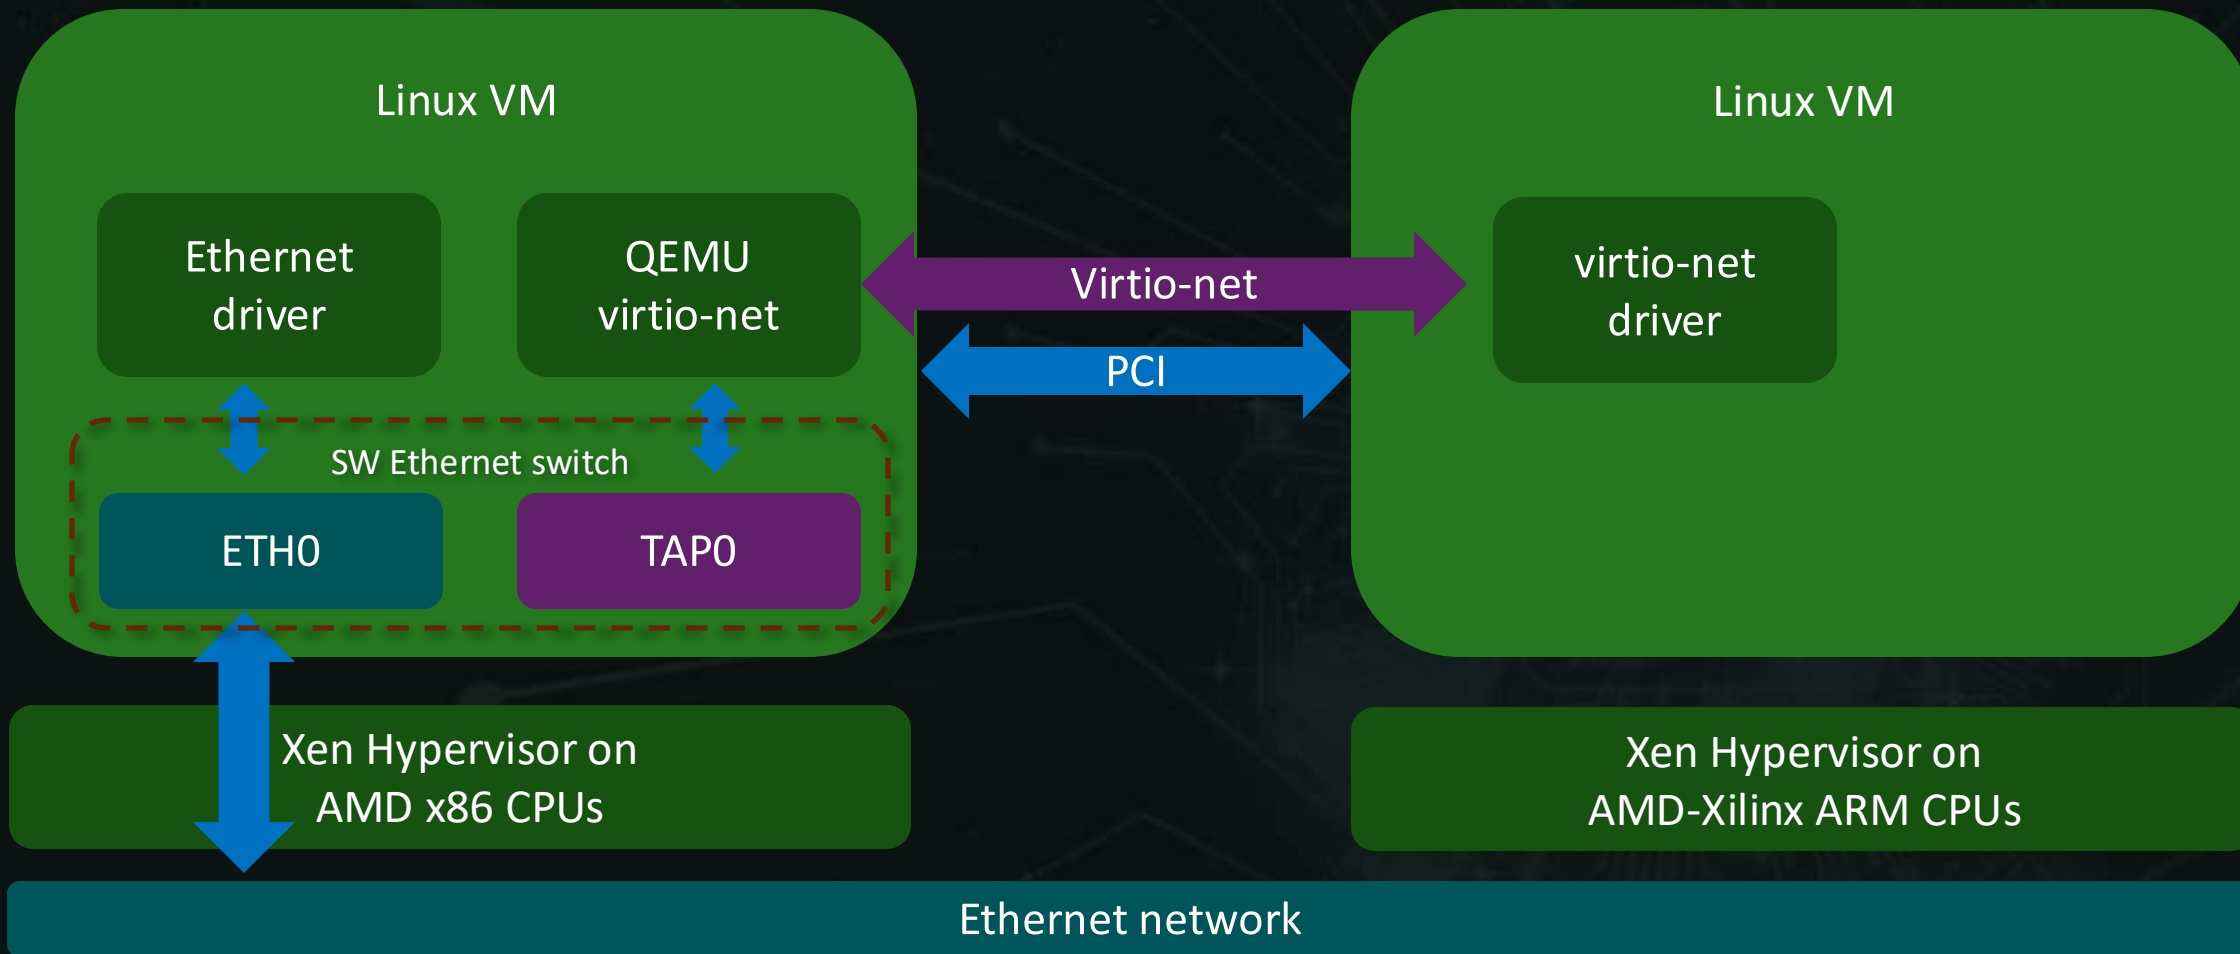 Linux VM
Ethernet
driver
QEMU
virtio-net
SW Ethernet switch
ETH0
TAP0
Virtio-net
PCI
Linux VM
virtio-net
driver
Xen Hypervisor on
AMD x86 CPUs
Xen Hypervisor on
AMD-Xilinx ARM CPUs
Ethernet network